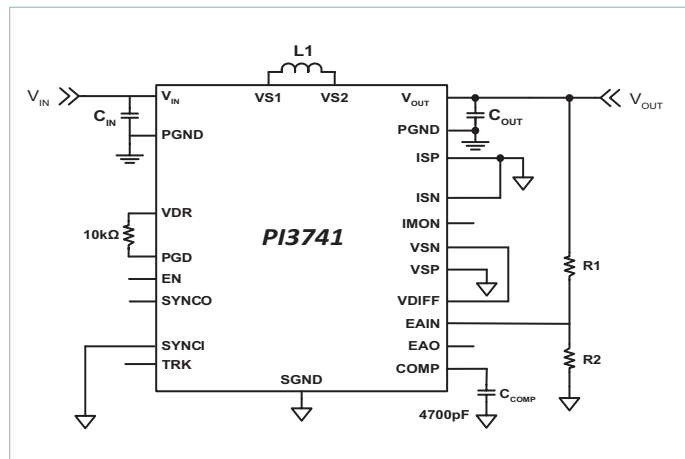 L1
VIN
VIN
VS1
VS2
VOUT
VOUT
CIN
COUT
PGND
PGND
ISP
ISN
VDR
IMON
10kΩ
PI3741
VSN
PGD
VSP
R1
EN
SYNCO
VDIFF
EAIN
SYNCI
EAO
R2
TRK
COMP
SGND
CCOMP
4700pF